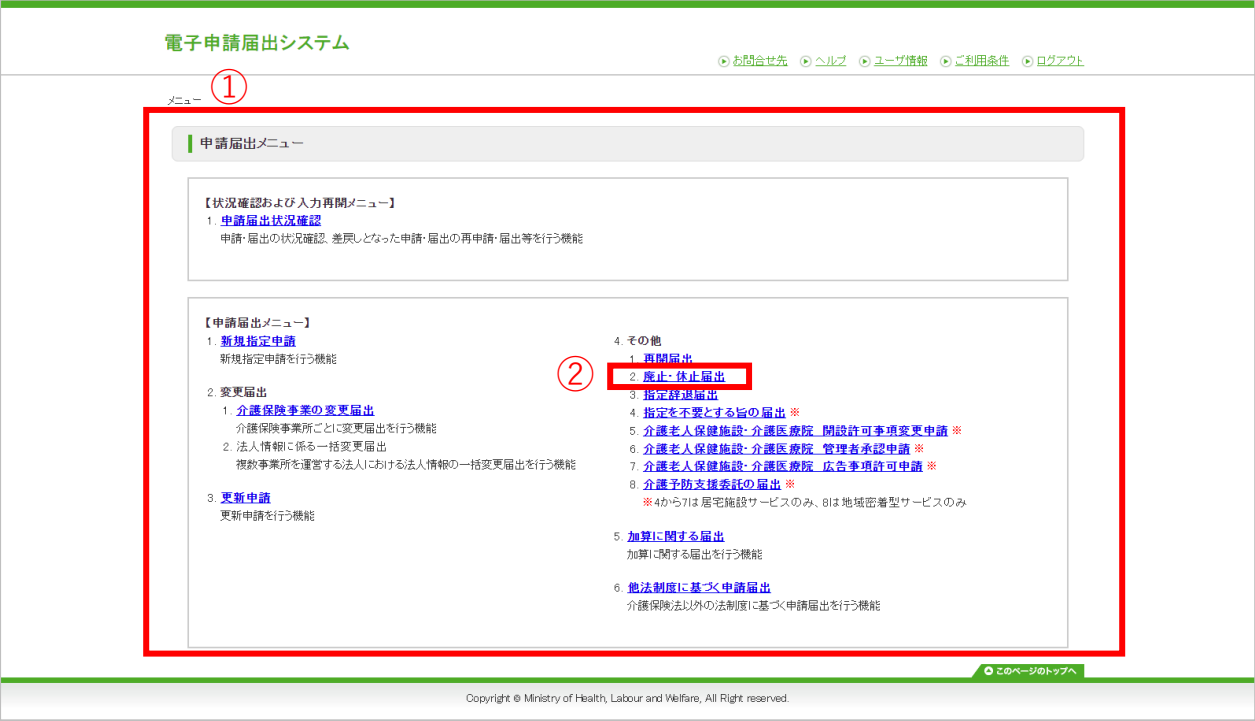 電子申請届出システム
お問合せ先 ヘルプ ユーザ情報 ご利用条件 ログアウト
メニュー
①
申請届出メニュー
【状況確認および入力再開メニュー】
1. 申請届出状況確認
申請・届出の状況確認、差戻しとなった申請・届出の再申請・届出等を行う機能
【申請届出メニュー】
1. 新規指定申請
新規指定申請を行う機能
2. 変更届出
1. 介護保険事業の変更届出
介護保険事業所ごとに変更届出を行う機能
2. 法人情報に係る一括変更届出
複数事業所を運営する法人における法人情報の一括変更届出を行う機能
3. 更新申請
更新申請を行う機能
4. その他
1. 再開届出
②
2. 廃止・休止届出
3. 指定辞退届出
4. 指定を不要とする旨の届出 ※
5. 介護老人保健施設・介護医療院 開設許可事項変更申請 ※
6. 介護老人保健施設・介護医療院 管理者承認申請 ※
7. 介護老人保健施設・介護医療院 広告事項許可申請 ※
8. 介護予防支援委託の届出 ※
※4から7は居宅施設サービスのみ、8は地域密着型サービスのみ
5. 加算に関する届出
加算に関する届出を行う機能
6. 他法制度に基づく申請届出
介護保険法以外の法制度に基づく申請届出を行う機能
このページのトップへ
Copyright © Ministry of Health, Labour and Welfare, All Right reserved.